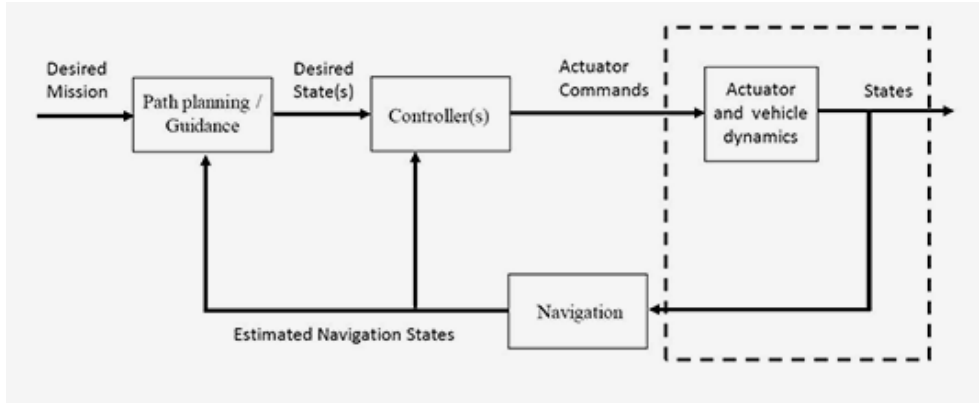 Desired
Mission
Path planning /
Guidance
Desired
State(s)
Controller(s)
Actuator
Commands
Actuator
and vehicle
dynamics
States
Navigation
Estimated Navigation States